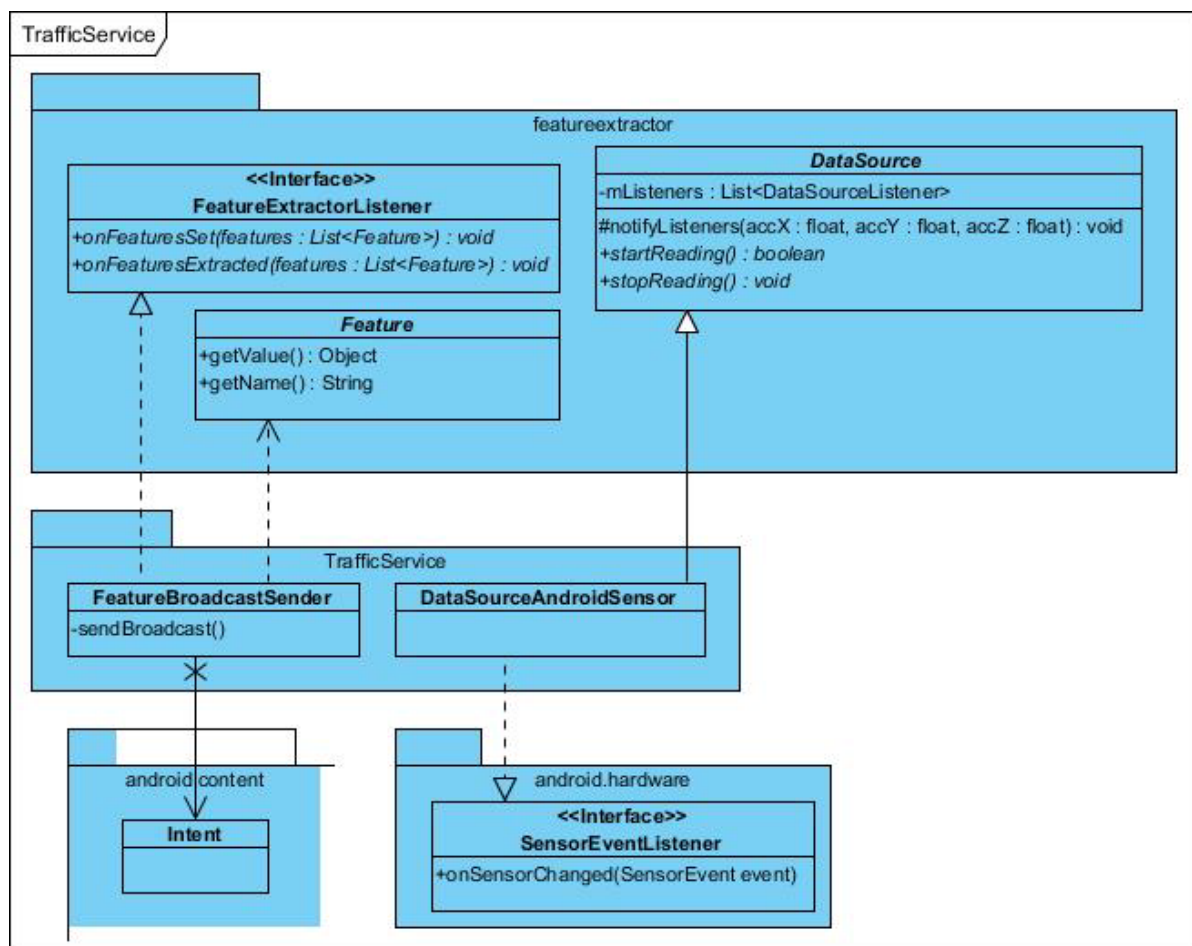 TrafficService
featureextractor
<<Interface>>
FeatureExtractorListener
+onFeaturesSet(features : List<Feature>) : void
+onFeaturesExtracted(features : List<Feature>) : void
DataSource
-mListeners : List<DataSourceListener>
#notifyListeners(accX : float, accY : float, accZ : float) : void
+startReading() : boolean
+stopReading() : void
Feature
+getValue() : Object
+getName() : String
TrafficService
FeatureBroadcastSender
-sendBroadcast()
DataSourceAndroidSensor
android.content
Intent
android.hardware
<<Interface>>
SensorEventListener
+onSensorChanged(SensorEvent event)